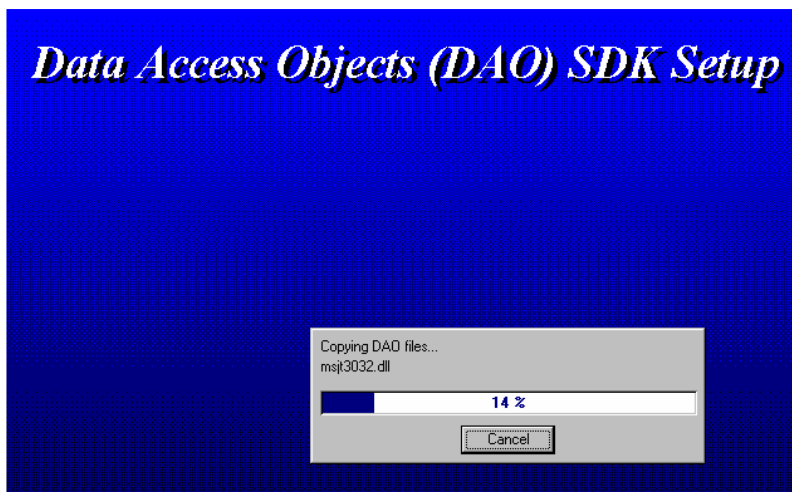 Data Access Objects (DAO) SDK Setup
Copying DAO files...
msjt3032.dll
14 %
Cancel